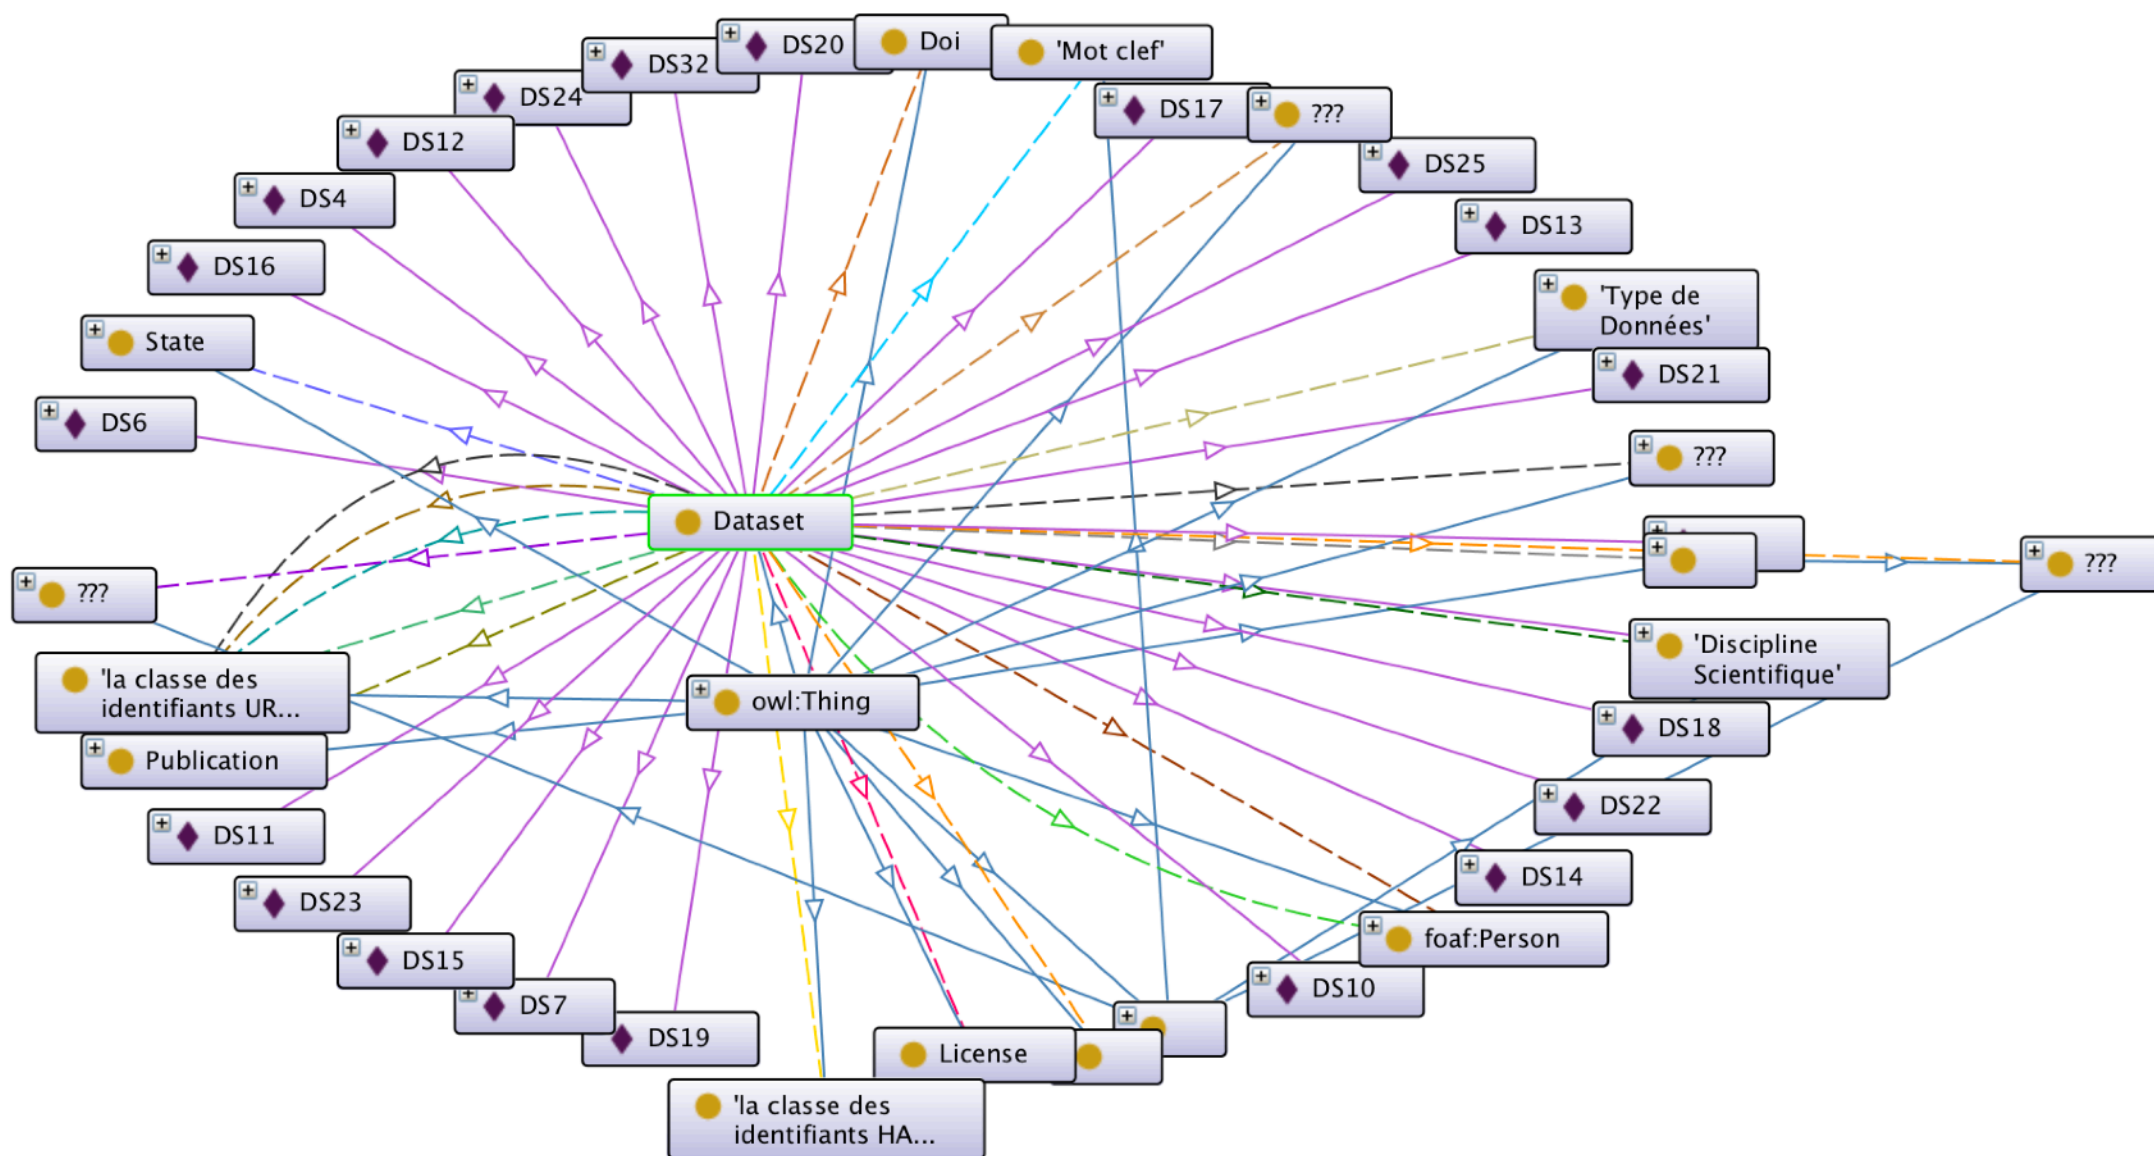 DS20
Doi
'Mot clef'
DS32
DS24
DS17
???
DS12
DS25
DS4
DS13
DS16
'Type de
Données'
State
DS21
DS6
???
Dataset
???
???
'Discipline
Scientifique'
'la classe des
identifiants UR...
owl:Thing
DS18
Publication
DS22
DS11
DS14
DS23
foaf:Person
DS15
DS10
DS7
DS19
License
'la classe des
identifiants HA...